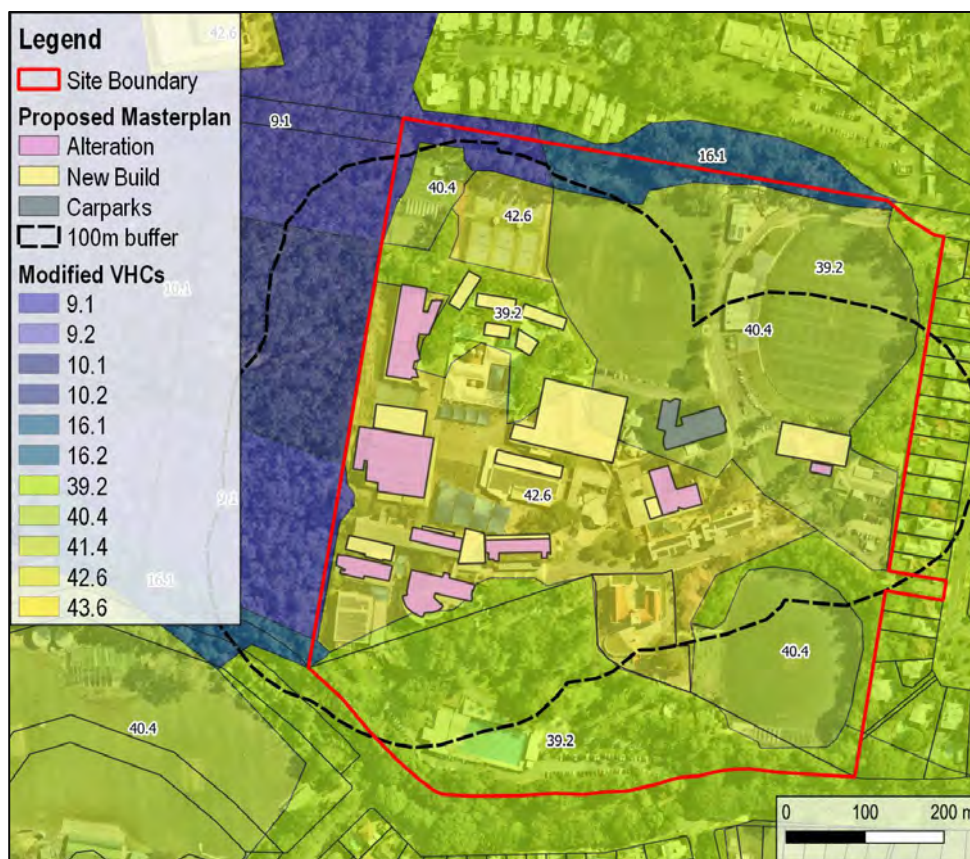 Legend
Site Boundary
Proposed Masterplan
Alteration
New Build
Carparks
100m buffer
Modified VHCs
9.1
9.2
10.1
10.2
16.1
16.2
39.2
40.4
41.4
42.6
43.6
42.6
9.1
16.1
40.4
42.6
39.2
10.1
39.2
40.4
42.6
9.1
16.1
40.4
40.4
39.2
0 100 200 m